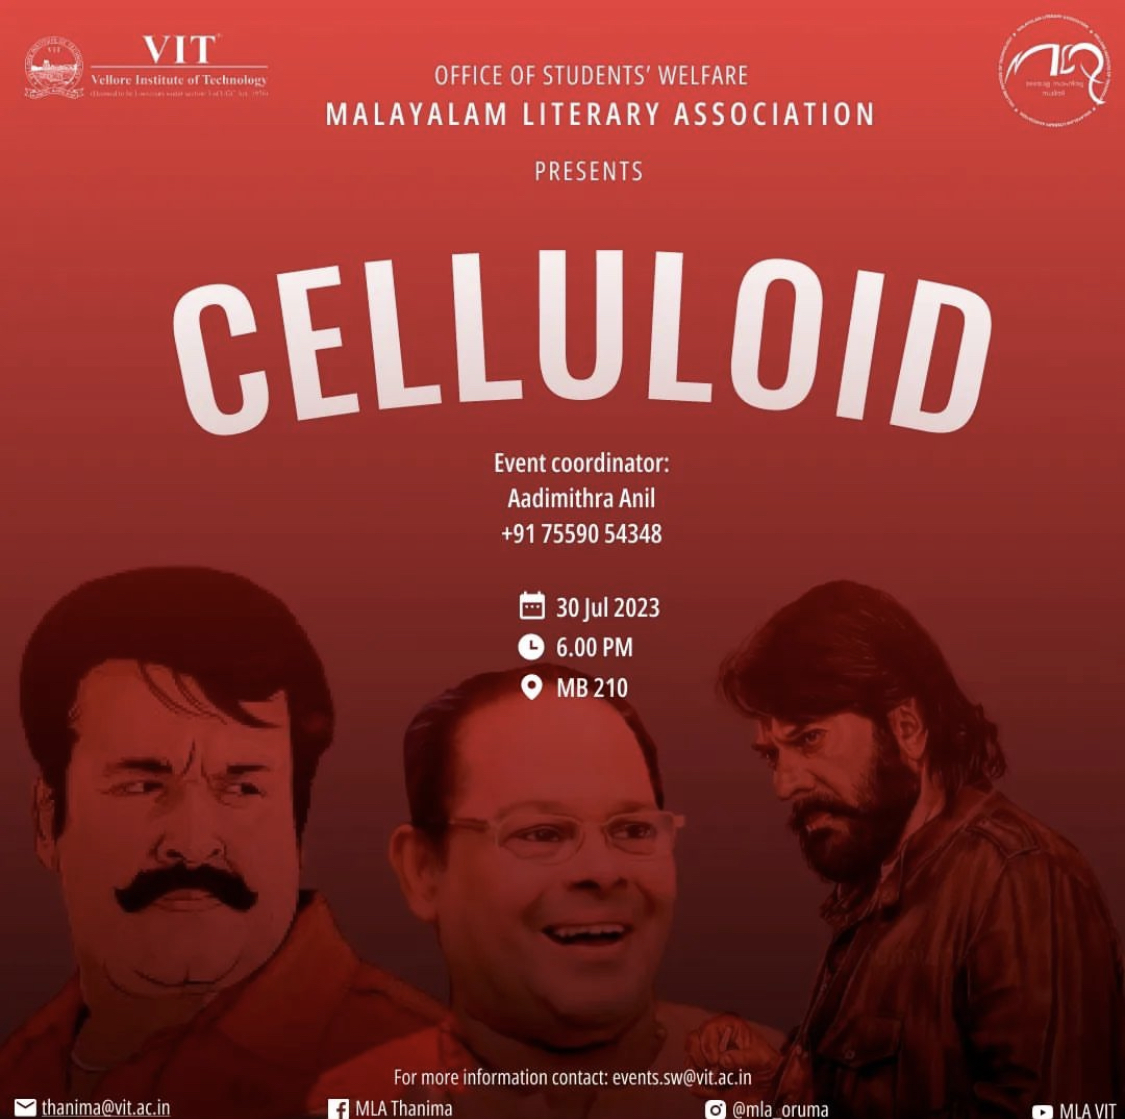 VIT
Vellore Institute of Technology
OFFICE OF STUDENTS' WELFARE
MALAYALAM LITERARY ASSOCIATION
PRESENTS
CELLULOID
Event coordinator:
Aadimithra Anil
+91 75590 54348
30 Jul 2023
6.00 PM
MB 210
For more information contact: events.sw@vit.ac.in
thanima@vit.ac.in
MLA Thanima
@mla_oruma
MLA VIT